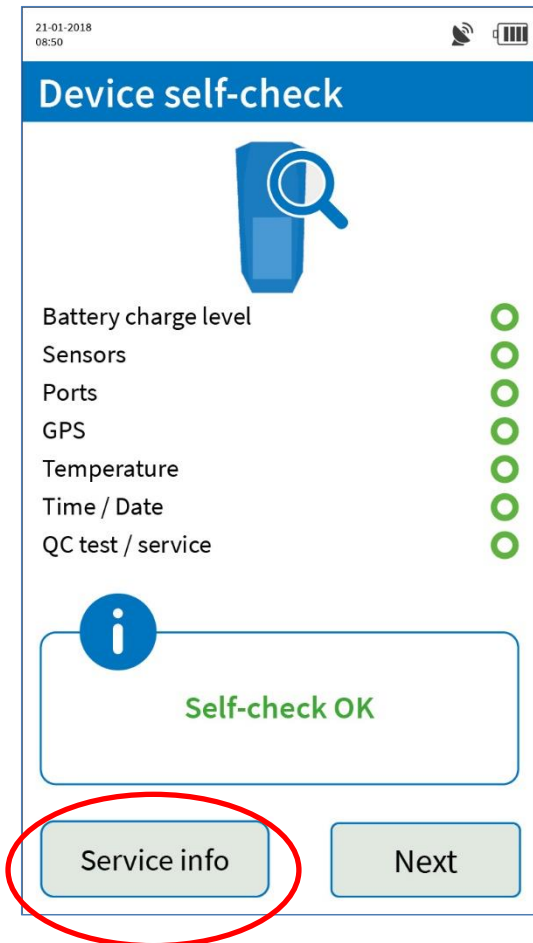 21-01-2018
08:50
Device self-check
Battery charge level
Sensors
Ports
GPS
Temperature
Time / Date
QC test / service
i
Self-check OK
Service info
Next